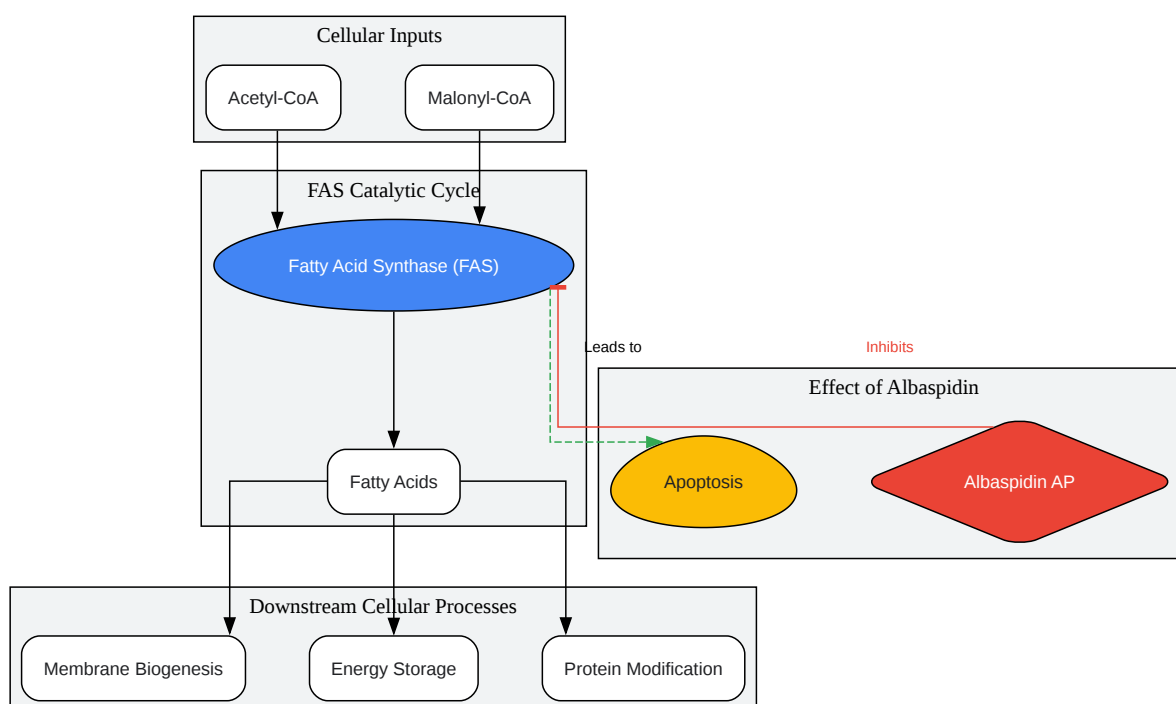 Cellular Inputs
Acetyl-CoA
Malonyl-CoA
FAS Catalytic Cycle
Fatty Acid Synthase (FAS)
Leads to
Inhibits
Effect of Albaspidin
Apoptosis
Albaspidin AP
Fatty Acids
Downstream Cellular Processes
Membrane Biogenesis
Energy Storage
Protein Modification